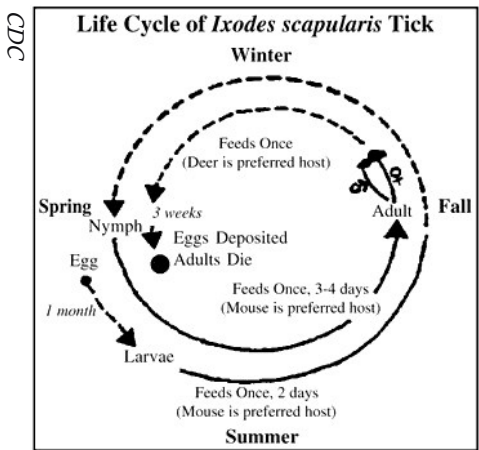 CDC
Life Cycle of Ixodes scapularis Tick
Winter
Feeds Once
(Deer is preferred host)
Spring
3 weeks
Adult
Fall
Nymph
Eggs Deposited
Adults Die
Egg
Feeds Once, 3-4 days
(Mouse is preferred host)
1 month
Larvae
Feeds Once, 2 days
(Mouse is preferred host)
Summer